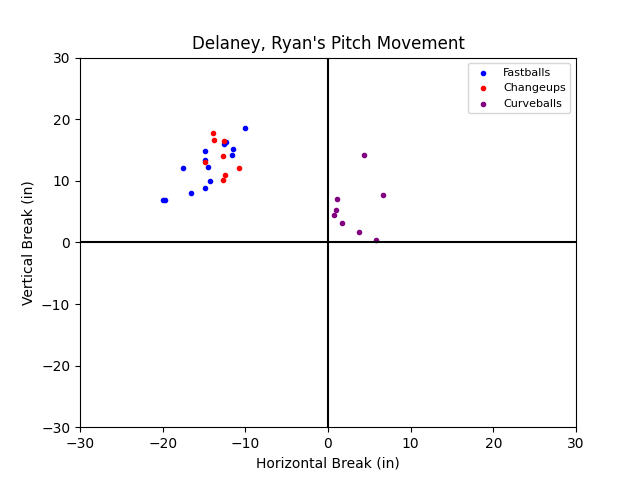 Delaney, Ryan's Pitch Movement
Fastballs
Changeups
Curveballs
30
20
10
0
−10
−20
−30
Vertical Break (in)
−30
−20
−10
0
10
20
30
Horizontal Break (in)